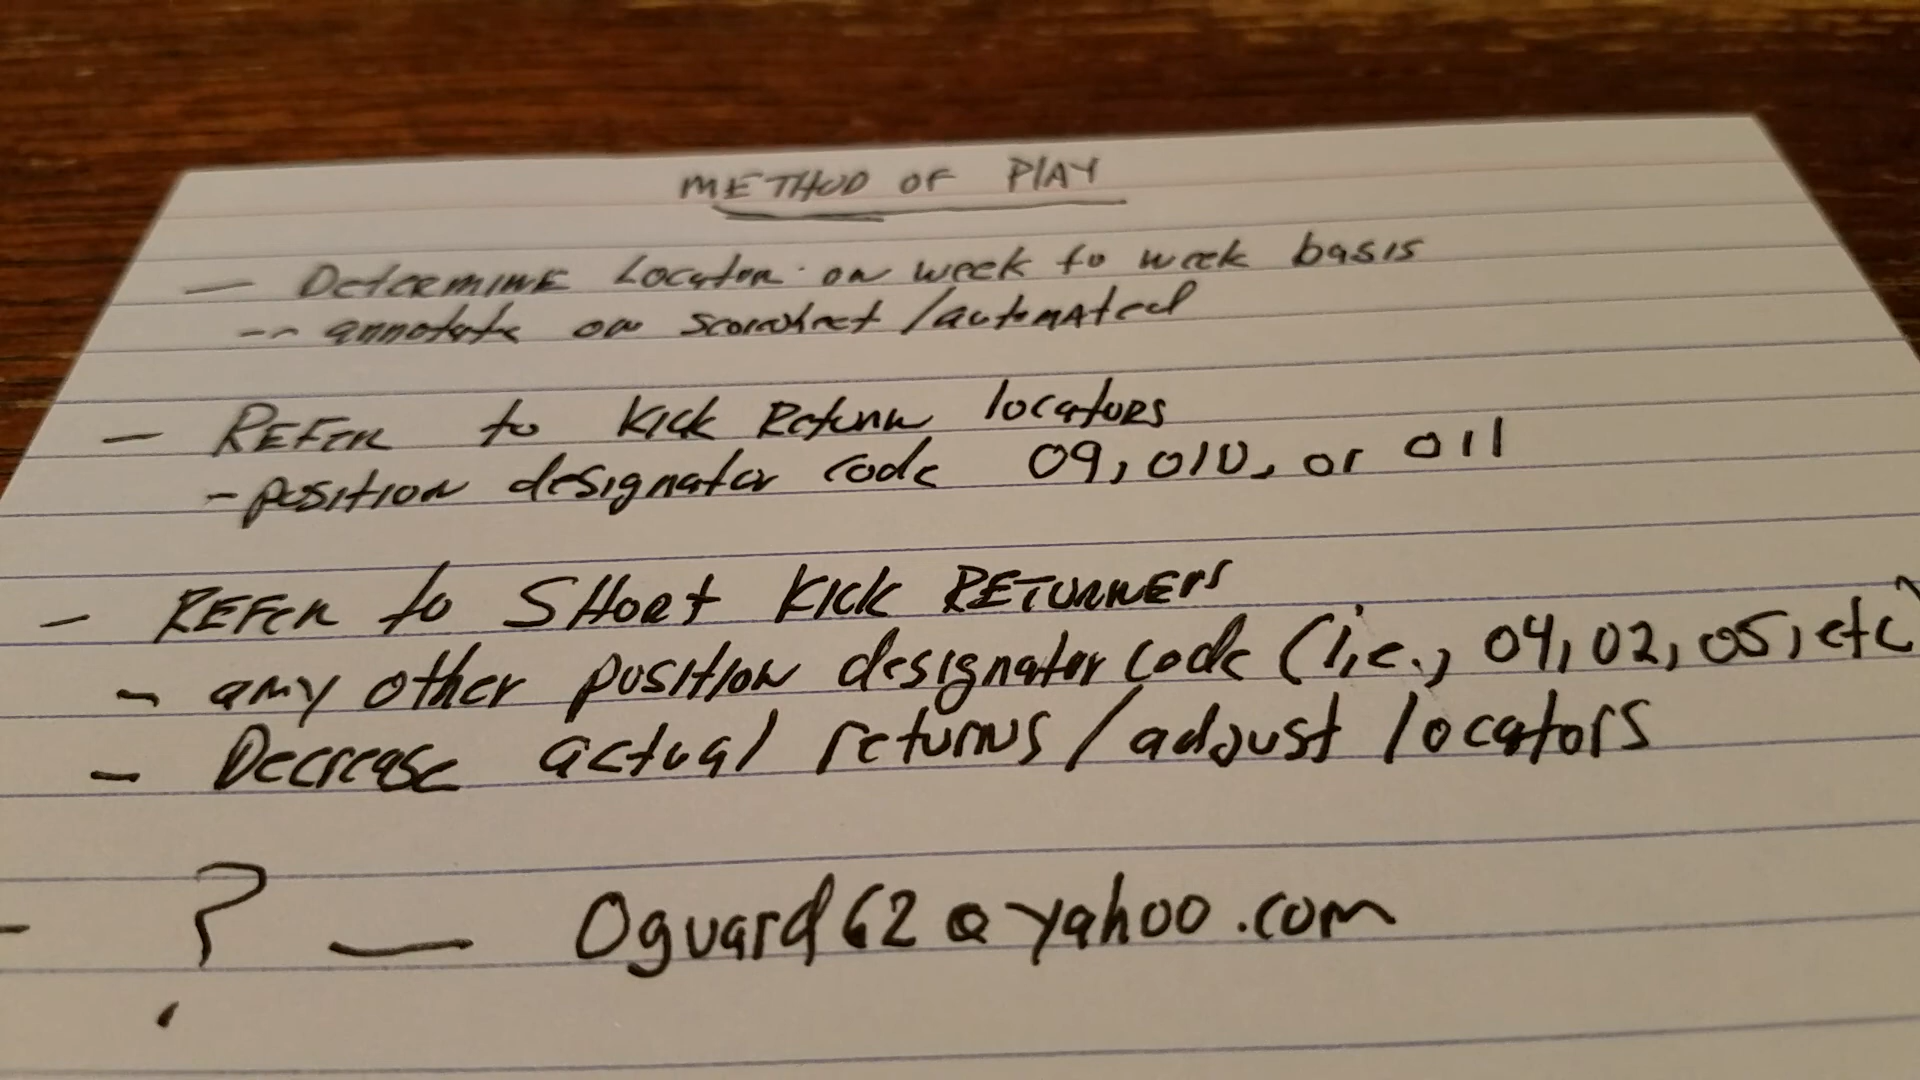 METHOD OF PLAY
— DETERMINE Locator on week to week basis
-- annotate on scoresheet/automated
— REFER to Kick Return locators
- position designator code 09, 010, or 011
- REFER to SHORT KICK RETURNERS
- any other position designator code (i.e., 04, 02, 05, etc)
- Decrease actual returns/adjust locators
- ? — Oguard62@yahoo.com